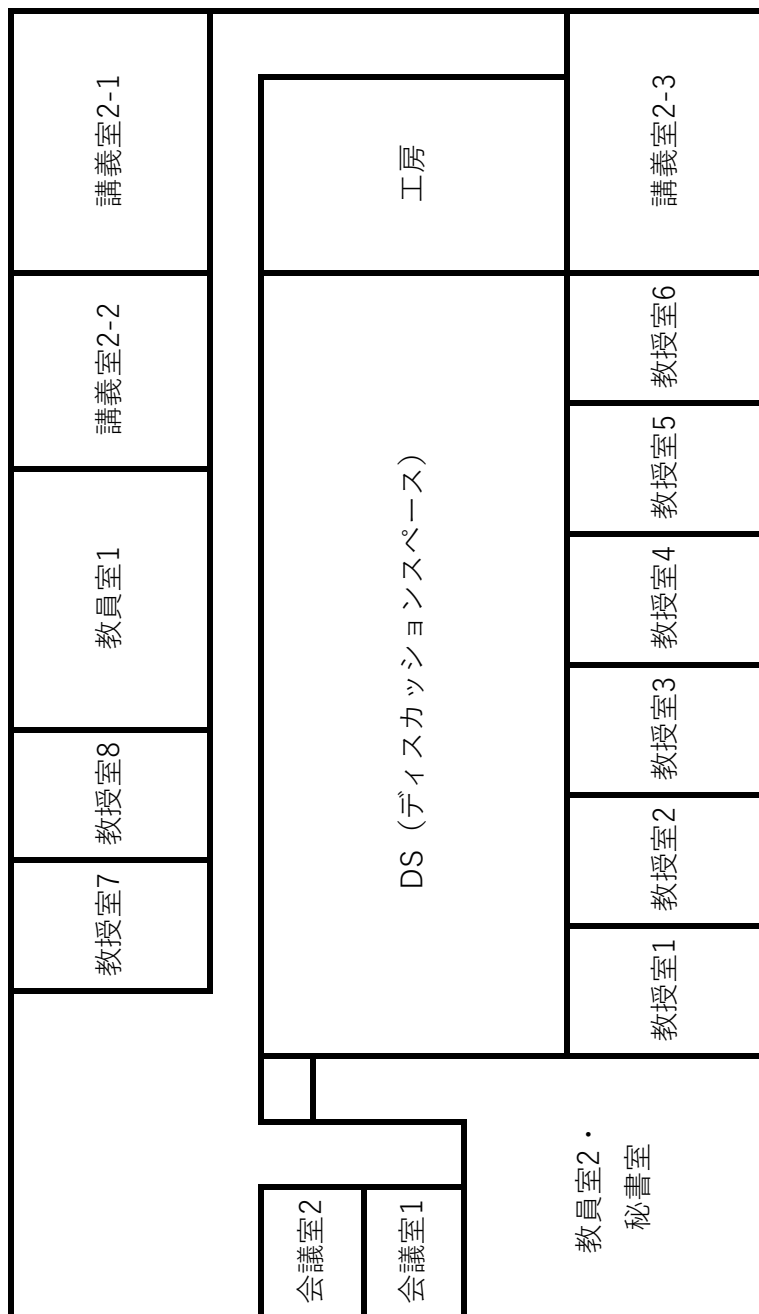 講義室2-1
講義室2-2
教員室1
教授室8
教授室7
工房
DS（ディスカッションスペース）
会議室2
会議室1
講義室2-3
教授室6
教授室5
教授室4
教授室3
教授室2
教授室1
教員室2・
秘書室